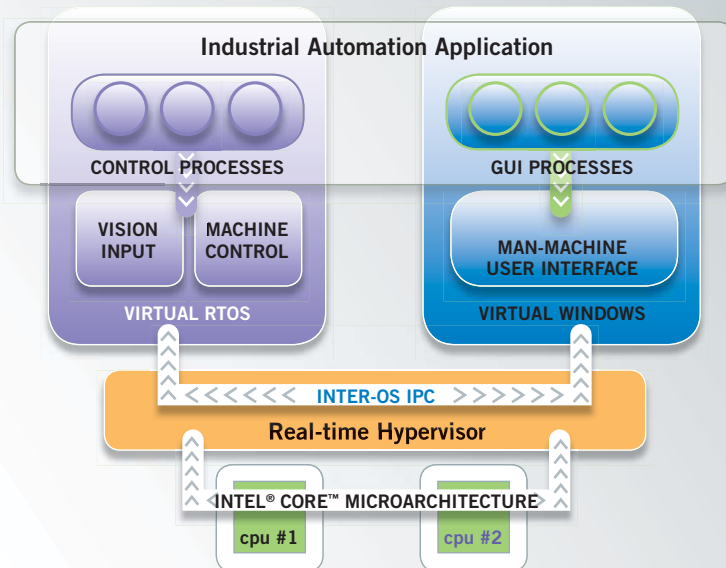 Industrial Automation Application
CONTROL PROCESSES
GUI PROCESSES
VISION
INPUT
MACHINE
CONTROL
MAN-MACHINE
USER INTERFACE
VIRTUAL RTOS
VIRTUAL WINDOWS
INTER-OS IPC
Real-time Hypervisor
INTEL® CORE™ MICROARCHITECTURE
cpu #1
cpu #2